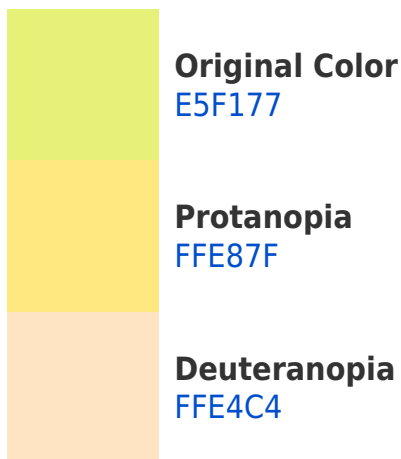 Original Color
E5F177
Protanopia
FFE87F
Deuteranopia
FFE4C4